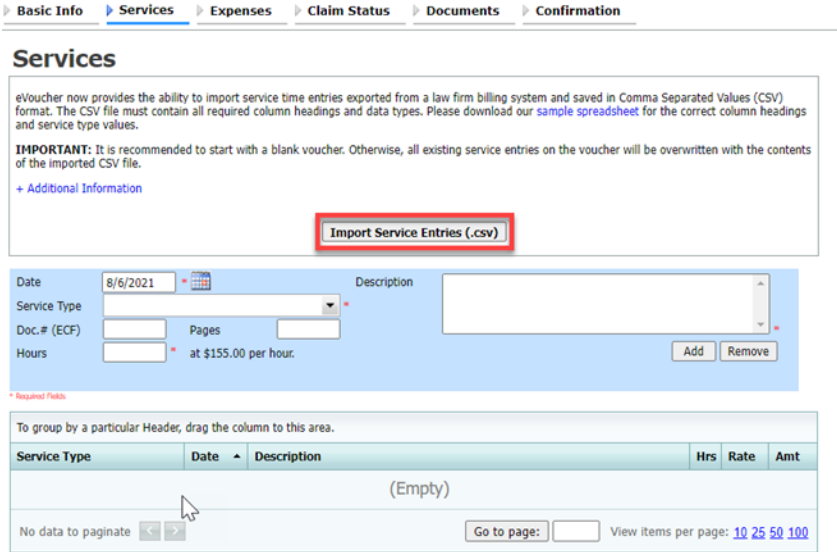 Basic Info Services Expenses Claim Status Documents Confirmation
Services
eVoucher now provides the ability to import service time entries exported from a law firm billing system and saved in Comma Separated Values (CSV)
format. The CSV file must contain all required column headings and data types. Please download our sample spreadsheet for the correct column headings
and service type values.
IMPORTANT: It is recommended to start with a blank voucher. Otherwise, all existing service entries on the voucher will be overwritten with the contents
of the imported CSV file.
+ Additional Information
Import Service Entries (.csv)
Date 8/6/2021 * Description
Service Type *
Doc.# (ECF) Pages *
Hours * at $155.00 per hour. Add Remove
* Required Fields
To group by a particular Header, drag the column to this area.
Service Type Date Description Hrs Rate Amt
(Empty)
No data to paginate < > Go to page: View items per page: 10 25 50 100